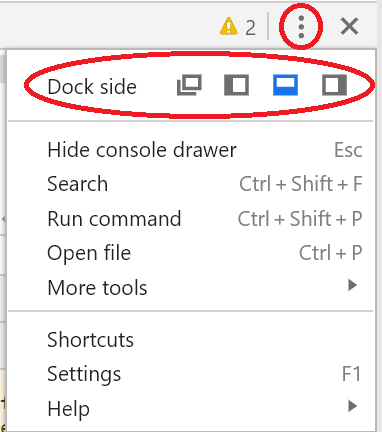 2
Dock side
Hide console drawer Esc
Search Ctrl + Shift + F
Run command Ctrl + Shift + P
Open file Ctrl + P
More tools
Shortcuts
Settings F1
Help